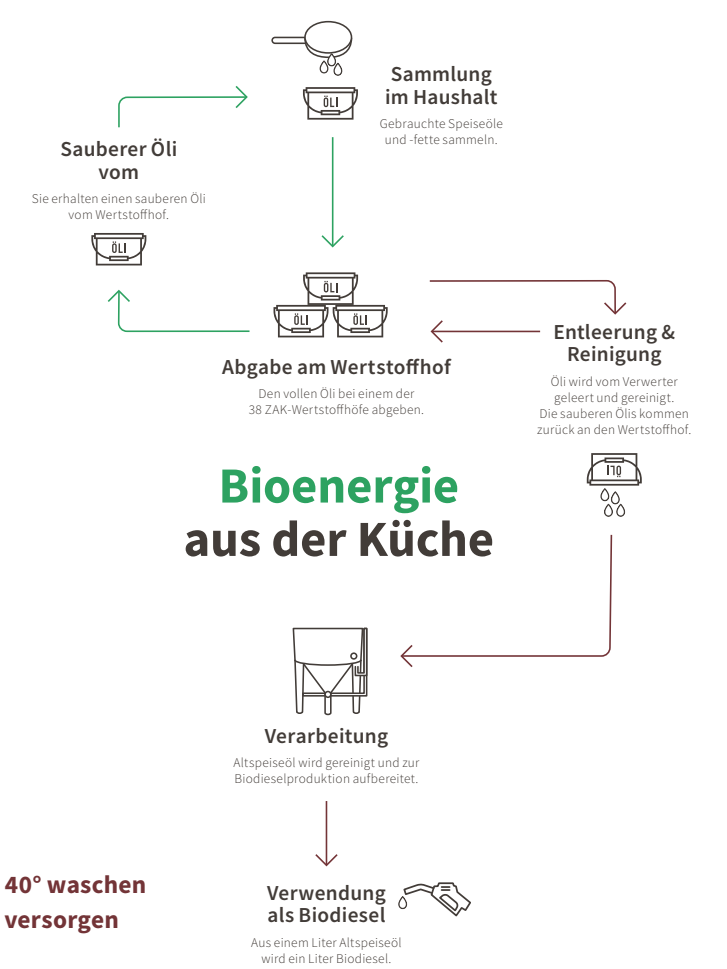 ÖLI
Sammlung
im Haushalt
Gebrauchte Speiseöle
und -fette sammeln.
Sauberer Öli
vom
Sie erhalten einen sauberen Öli
vom Wertstoffhof.
ÖLI
ÖLI
ÖLI ÖLI
Abgabe am Wertstoffhof
Den vollen Öli bei einem der
38 ZAK-Wertstoffhöfe abgeben.
Entleerung &
Reinigung
Öli wird vom Verwerter
geleert und gereinigt.
Die sauberen Ölis kommen
zurück an den Wertstoffhof.
ÖLI
Bioenergie
aus der Küche
Verarbeitung
Altspeiseöl wird gereinigt und zur
Biodieselproduktion aufbereitet.
40° waschen
versorgen
Verwendung
als Biodiesel
Aus einem Liter Altspeiseöl
wird ein Liter Biodiesel.